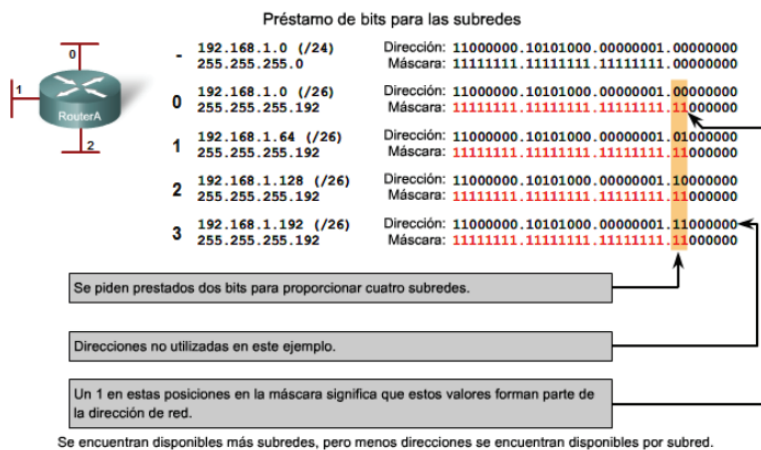 Préstamo de bits para las subredes
0
1
RouterA
2
- 192.168.1.0 (/24) Dirección: 11000000.10101000.00000001.00000000
255.255.255.0 Máscara: 11111111.11111111.11111111.00000000
0 192.168.1.0 (/26) Dirección: 11000000.10101000.00000001.00000000
255.255.255.192 Máscara: 11111111.11111111.11111111.11000000
1 192.168.1.64 (/26) Dirección: 11000000.10101000.00000001.01000000
255.255.255.192 Máscara: 11111111.11111111.11111111.11000000
2 192.168.1.128 (/26) Dirección: 11000000.10101000.00000001.10000000
255.255.255.192 Máscara: 11111111.11111111.11111111.11000000
3 192.168.1.192 (/26) Dirección: 11000000.10101000.00000001.11000000
255.255.255.192 Máscara: 11111111.11111111.11111111.11000000
Se piden prestados dos bits para proporcionar cuatro subredes.
Direcciones no utilizadas en este ejemplo.
Un 1 en estas posiciones en la máscara significa que estos valores forman parte de
la dirección de red.
Se encuentran disponibles más subredes, pero menos direcciones se encuentran disponibles por subred.